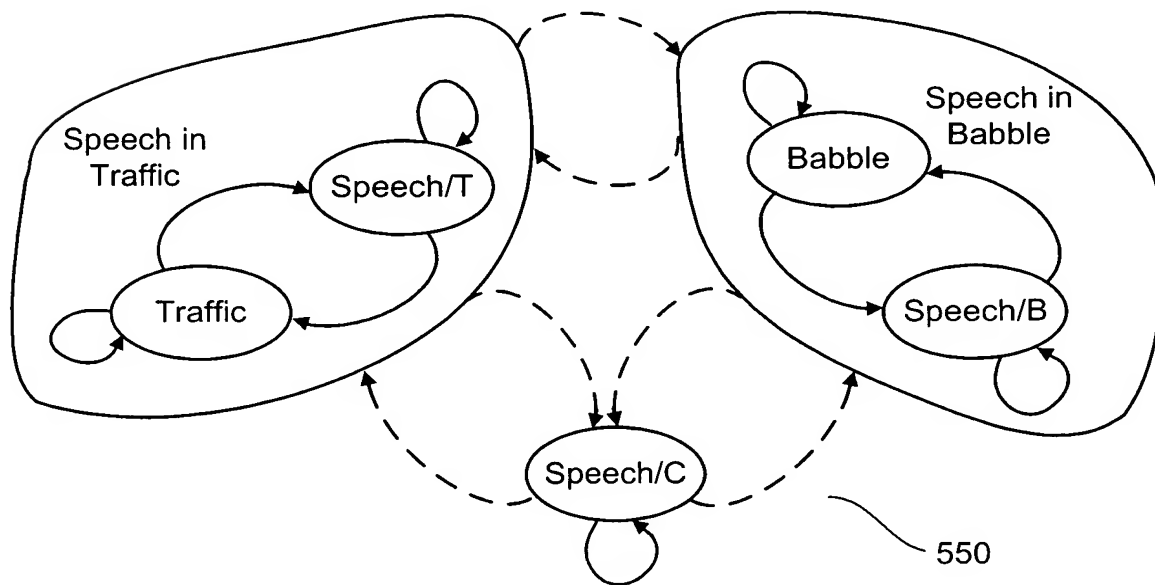 Speech in
Traffic
Speech/T
Traffic
Speech in
Babble
Babble
Speech/B
Speech/C
550